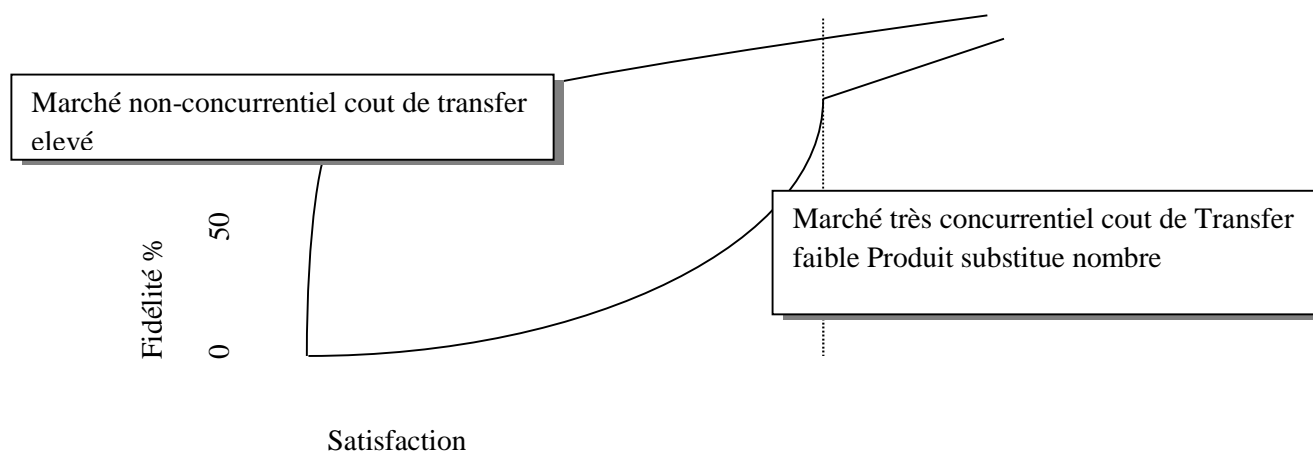 Marché non-concurrentiel cout de transfer
elevé
Marché très concurrentiel cout de Transfer
faible Produit substitue nombre
Fidélité %
50
0
Satisfaction